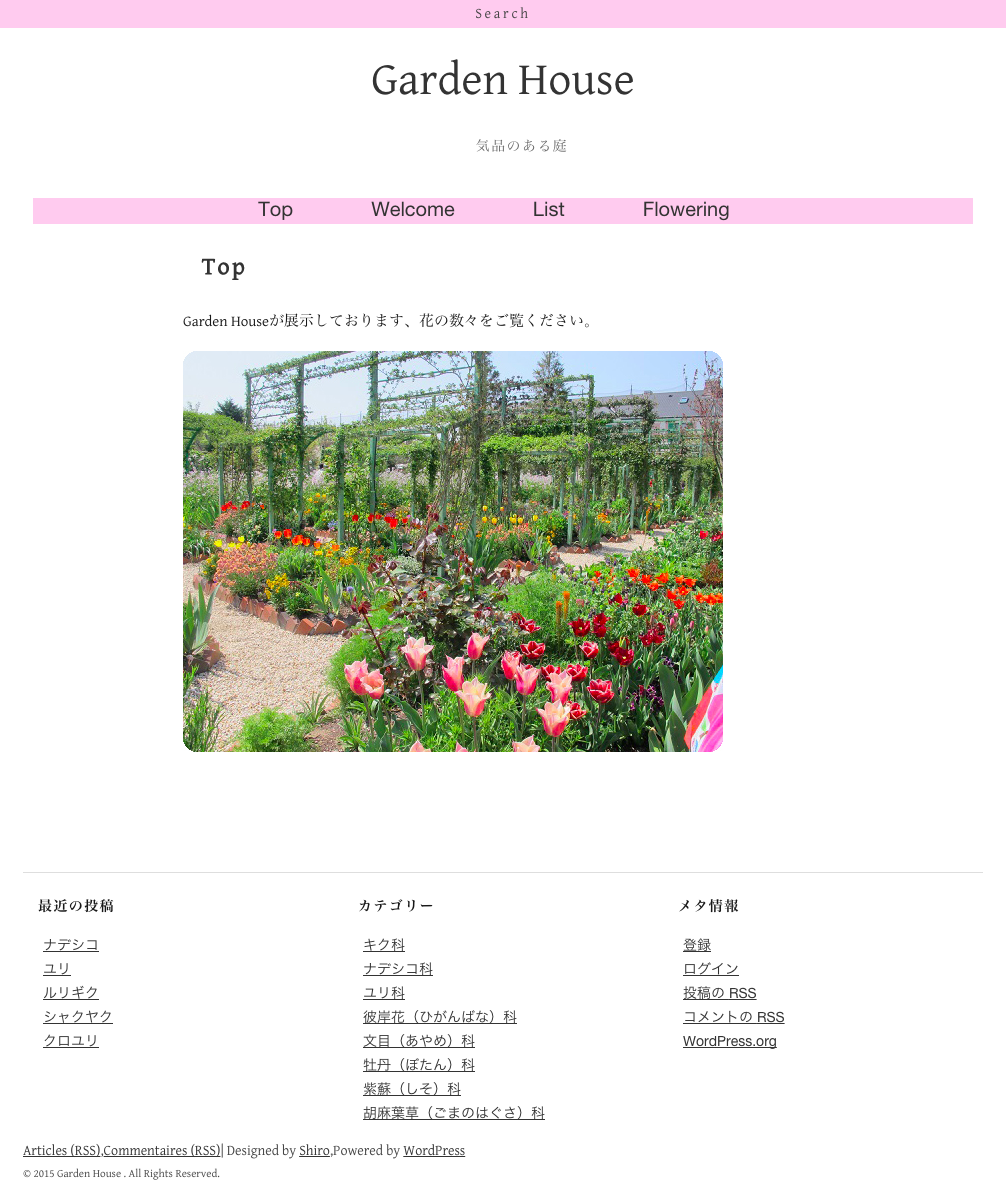 Search
Garden House
気品のある庭
Top Welcome List Flowering
Top
Garden Houseが展示しております、花の数々をご覧ください。
最近の投稿
ナデシコ
ユリ
ルリギク
シャクヤク
クロユリ
カテゴリー
キク科
ナデシコ科
ユリ科
彼岸花（ひがんばな）科
文目（あやめ）科
牡丹（ぼたん）科
紫蘇（しそ）科
胡麻葉草（ごまのはぐさ）科
メタ情報
登録
ログイン
投稿の RSS
コメントの RSS
WordPress.org
Articles (RSS),Commentaires (RSS)| Designed by Shiro,Powered by WordPress
© 2015 Garden House . All Rights Reserved.